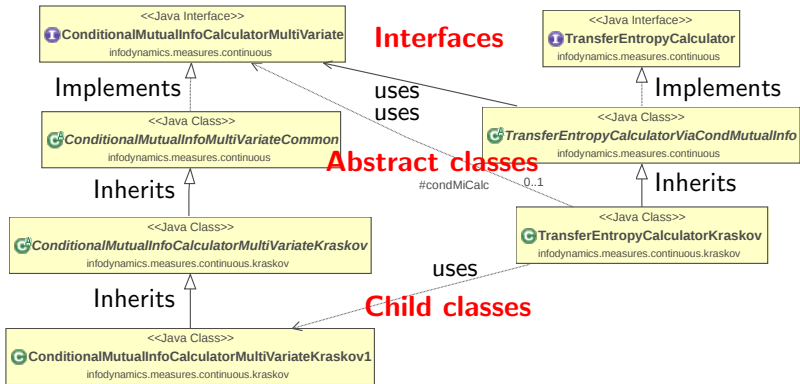 <<Java Interface>>
ConditionalMutualInfoCalculatorMultiVariate
infodynamics.measures.continuous
Interfaces
<<Java Interface>>
TransferEntropyCalculator
infodynamics.measures.continuous
Implements
uses
uses
Implements
<<Java Class>>
ConditionalMutualInfoMultiVariateCommon
infodynamics.measures.continuous
<<Java Class>>
TransferEntropyCalculatorViaCondMutualInfo
infodynamics.measures.continuous
Abstract classes
#condMiCalc
0..1
Inherits
Inherits
<<Java Class>>
ConditionalMutualInfoCalculatorMultiVariateKraskov
infodynamics.measures.continuous.kraskov
<<Java Class>>
TransferEntropyCalculatorKraskov
infodynamics.measures.continuous.kraskov
uses
Inherits
Child classes
<<Java Class>>
ConditionalMutualInfoCalculatorMultiVariateKraskov1
infodynamics.measures.continuous.kraskov